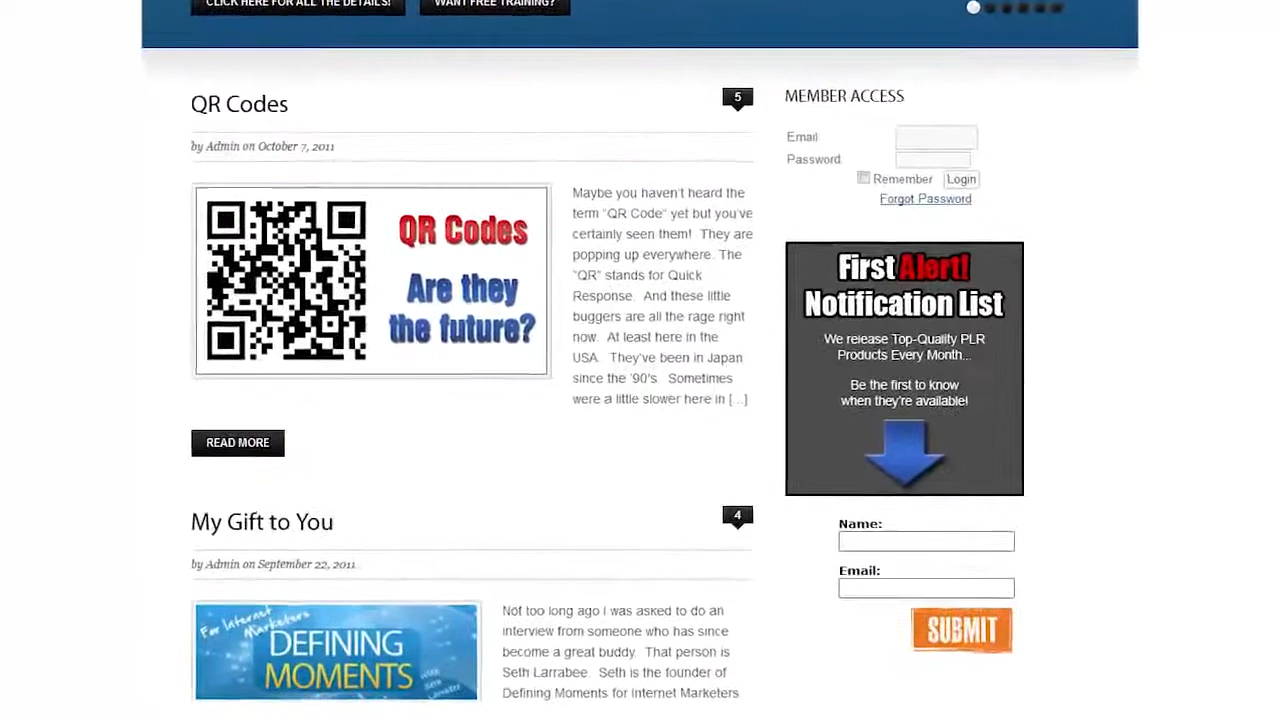 CLICK HERE FOR ALL THE DETAILS!
WANT FREE TRAINING?
QR Codes
5
by Admin on October 7, 2011
QR Codes
Are they
the future?
Maybe you haven't heard the
term "QR Code" yet but you've
certainly seen them! They are
popping up everywhere. The
"QR" stands for Quick
Response. And these little
buggers are all the rage right
now. At least here in the
USA. They've been in Japan
since the '90's. Sometimes
were a little slower here in [...]
READ MORE
My Gift to You
4
by Admin on September 22, 2011
For Internet
Marketers
DEFINING
MOMENTS
with
Seth
Larrabee
Not too long ago I was asked to do an
interview from someone who has since
become a great buddy. That person is
Seth Larrabee. Seth is the founder of
Defining Moments for Internet Marketers
MEMBER ACCESS
Email
Password
Remember
Login
Forgot Password
First Alert!
Notification List
We release Top-Quality PLR
Products Every Month...
Be the first to know
when they're available!
Name:
Email:
SUBMIT